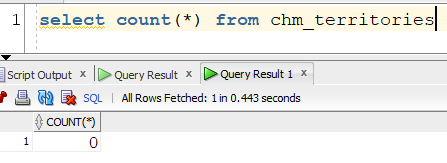 1 select count(*) from chm_territories
Script Output × Query Result × Query Result 1 ×
SQL | All Rows Fetched: 1 in 0.443 seconds
COUNT(*)
1 0